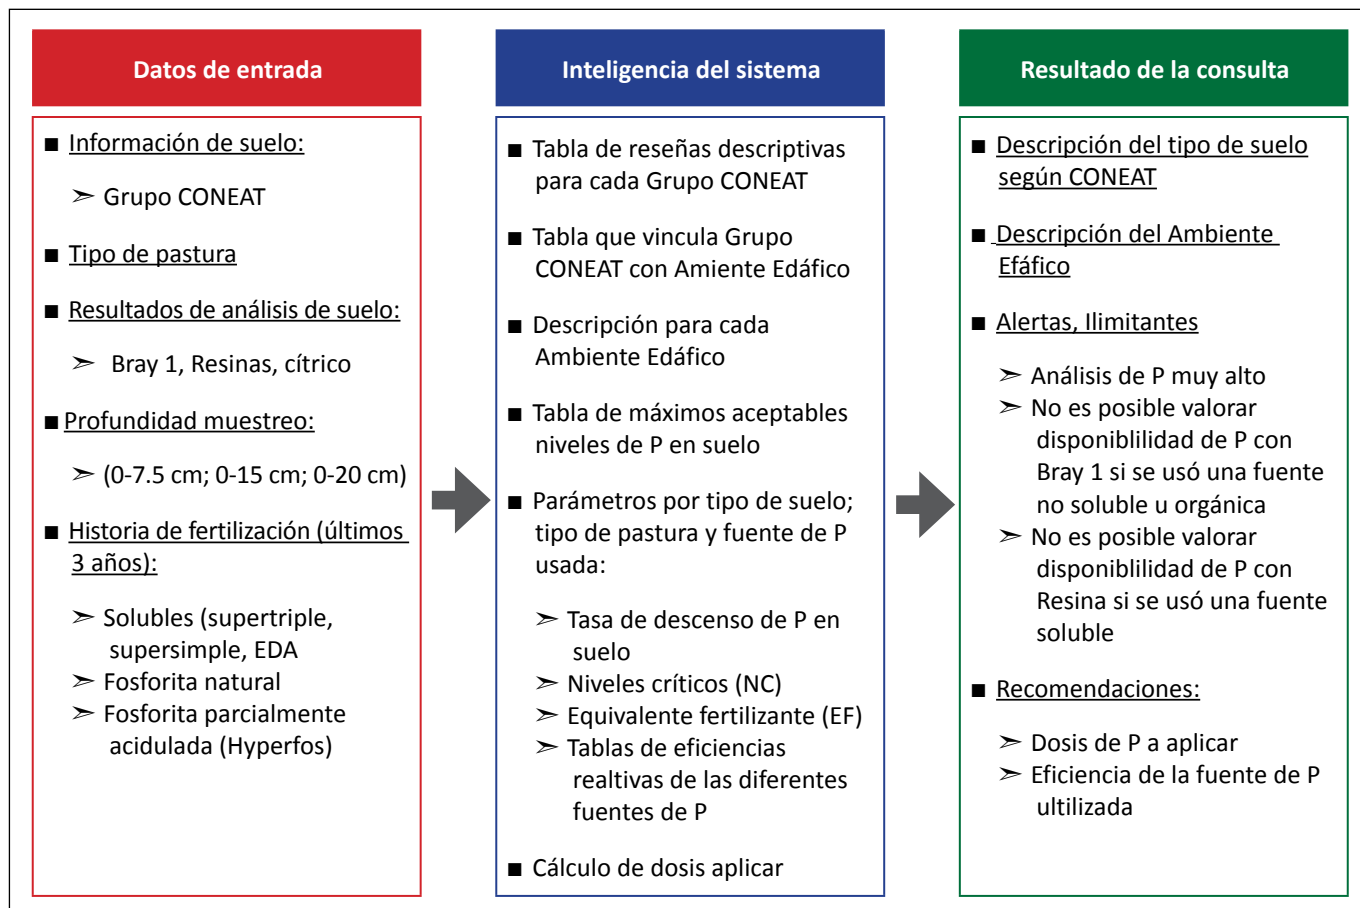 Datos de entrada
■ Información de suelo:
➣ Grupo CONEAT
■ Tipo de pastura
■ Resultados de análisis de suelo:
➣ Bray 1, Resinas, cítrico
■ Profundidad muestreo:
➣ (0-7.5 cm; 0-15 cm; 0-20 cm)
■ Historia de fertilización (últimos
3 años):
➣ Solubles (supertriple,
supersimple, EDA
➣ Fosforita natural
➣ Fosforita parcialmente
acidulada (Hyperfos)
Inteligencia del sistema
■ Tabla de reseñas descriptivas
para cada Grupo CONEAT
■ Tabla que vincula Grupo
CONEAT con Amiente Edáfico
■ Descripción para cada
Ambiente Edáfico
■ Tabla de máximos aceptables
niveles de P en suelo
■ Parámetros por tipo de suelo;
tipo de pastura y fuente de P
usada:
➣ Tasa de descenso de P en
suelo
➣ Niveles críticos (NC)
➣ Equivalente fertilizante (EF)
➣ Tablas de eficiencias
realtivas de las diferentes
fuentes de P
■ Cálculo de dosis aplicar
Resultado de la consulta
■ Descripción del tipo de suelo
según CONEAT
■ Descripción del Ambiente
Efáfico
■ Alertas, Ilimitantes
➣ Análisis de P muy alto
➣ No es posible valorar
disponiblilidad de P con
Bray 1 si se usó una fuente
no soluble u orgánica
➣ No es posible valorar
disponiblilidad de P con
Resina si se usó una fuente
soluble
■ Recomendaciones:
➣ Dosis de P a aplicar
➣ Eficiencia de la fuente de P
ultilizada